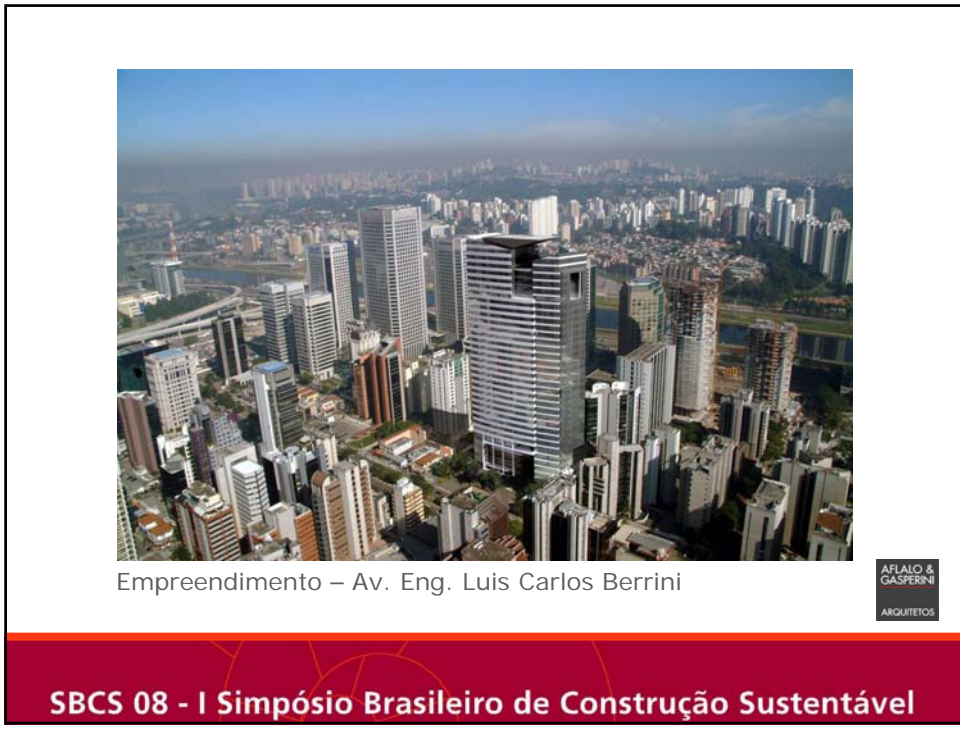 Empreendimento – Av. Eng. Luis Carlos Berrini
AFLALO &
GASPERINI
ARQUITETOS
SBCS 08 - I Simpósio Brasileiro de Construção Sustentável